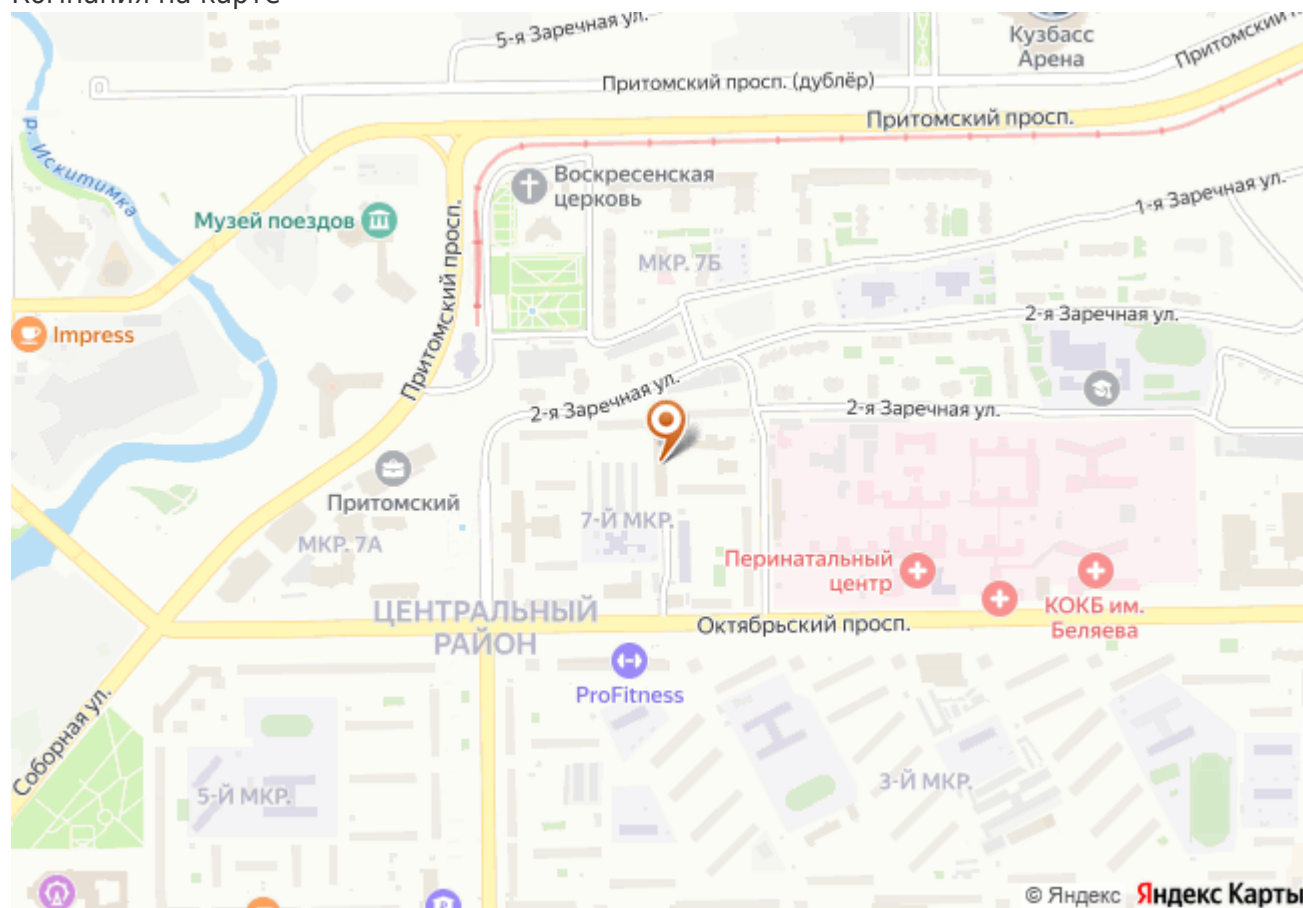 Компания на карте
5-я Заречная ул.
Кузбасс
Арена
Притомский
Притомский просп. (дублёр)
Притомский просп.
р. Искитимка
Воскресенская
церковь
1-я Заречная ул.
Музей поездов
МКР. 7Б
Притомский просп.
2-я Заречная ул.
Impress
2-я Заречная ул.
2-я Заречная ул.
Притомский
7-Й МКР.
МКР. 7А
Перинатальный
центр
ЦЕНТРАЛЬНЫЙ
РАЙОН
Октябрьский просп.
КОКБ им.
Беляева
ProFitness
Соборная ул.
5-Й МКР.
3-Й МКР.
© Яндекс Яндекс Карты